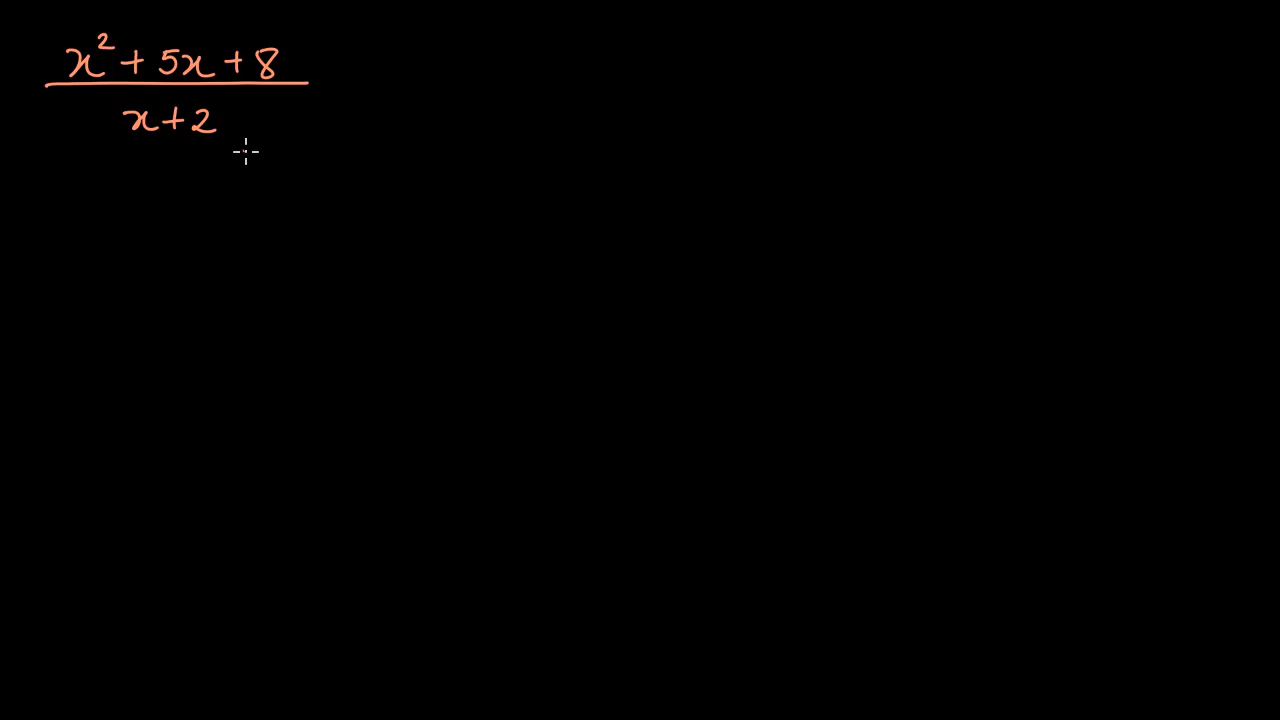 x² + 5x + 8
x + 2